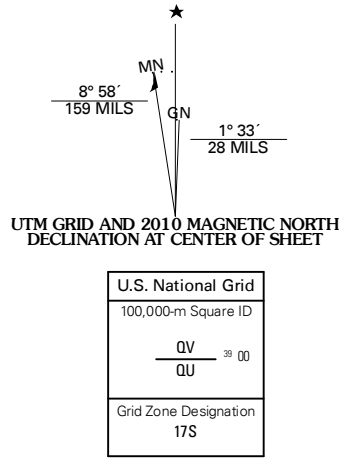 ★
MN
8° 58´
159 MILS
GN
1° 33´
28 MILS
UTM GRID AND 2010 MAGNETIC NORTH
DECLINATION AT CENTER OF SHEET
U.S. National Grid
100,000-m Square ID
QV
39 00
QU
Grid Zone Designation
17S